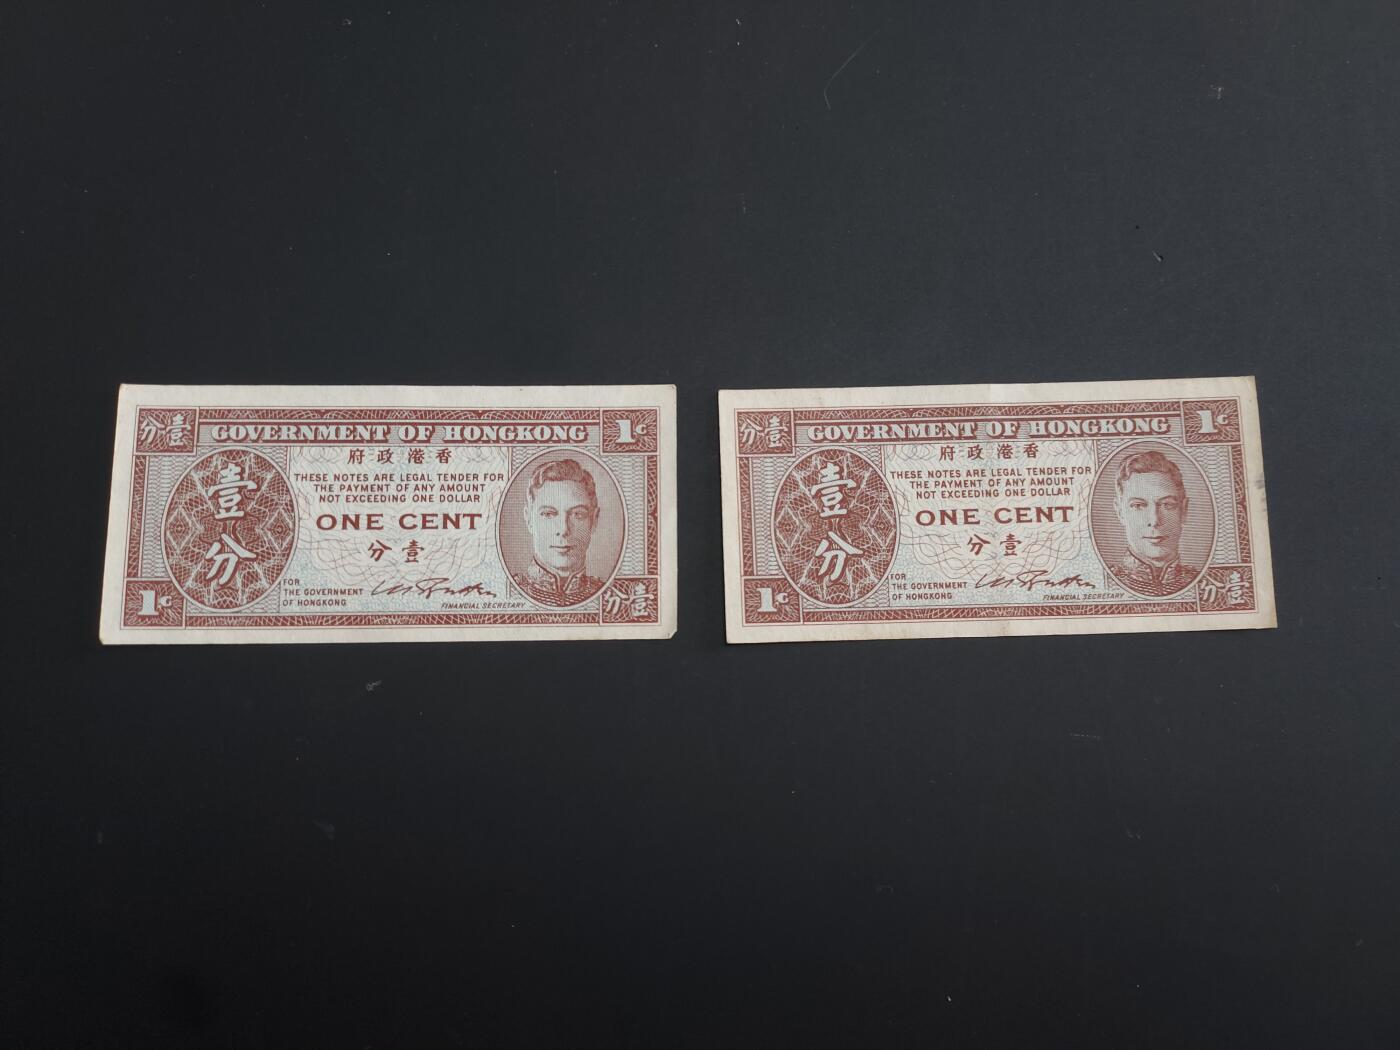 分壹
GOVERNMENT OF HONGKONG
1C
府政港香
THESE NOTES ARE LEGAL TENDER FOR
THE PAYMENT OF ANY AMOUNT
NOT EXCEEDING ONE DOLLAR
壹分
ONE CENT
分壹
FOR
THE GOVERNMENT
OF HONGKONG
FINANCIAL SECRETARY
1C
分壹
分壹
GOVERNMENT OF HONGKONG
1C
府政港香
THESE NOTES ARE LEGAL TENDER FOR
THE PAYMENT OF ANY AMOUNT
NOT EXCEEDING ONE DOLLAR
壹分
ONE CENT
分壹
FOR
THE GOVERNMENT
OF HONGKONG
FINANCIAL SECRETARY
1C
分壹